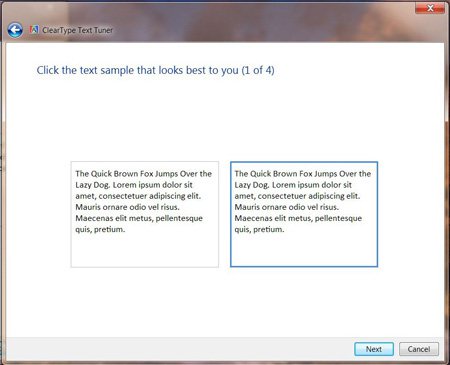 ClearType Text Tuner
Click the text sample that looks best to you (1 of 4)
The Quick Brown Fox Jumps Over the
Lazy Dog. Lorem ipsum dolor sit
amet, consectetuer adipiscing elit.
Mauris ornare odio vel risus.
Maecenas elit metus, pellentesque
quis, pretium.
The Quick Brown Fox Jumps Over the
Lazy Dog. Lorem ipsum dolor sit
amet, consectetuer adipiscing elit.
Mauris ornare odio vel risus.
Maecenas elit metus, pellentesque
quis, pretium.
Next
Cancel